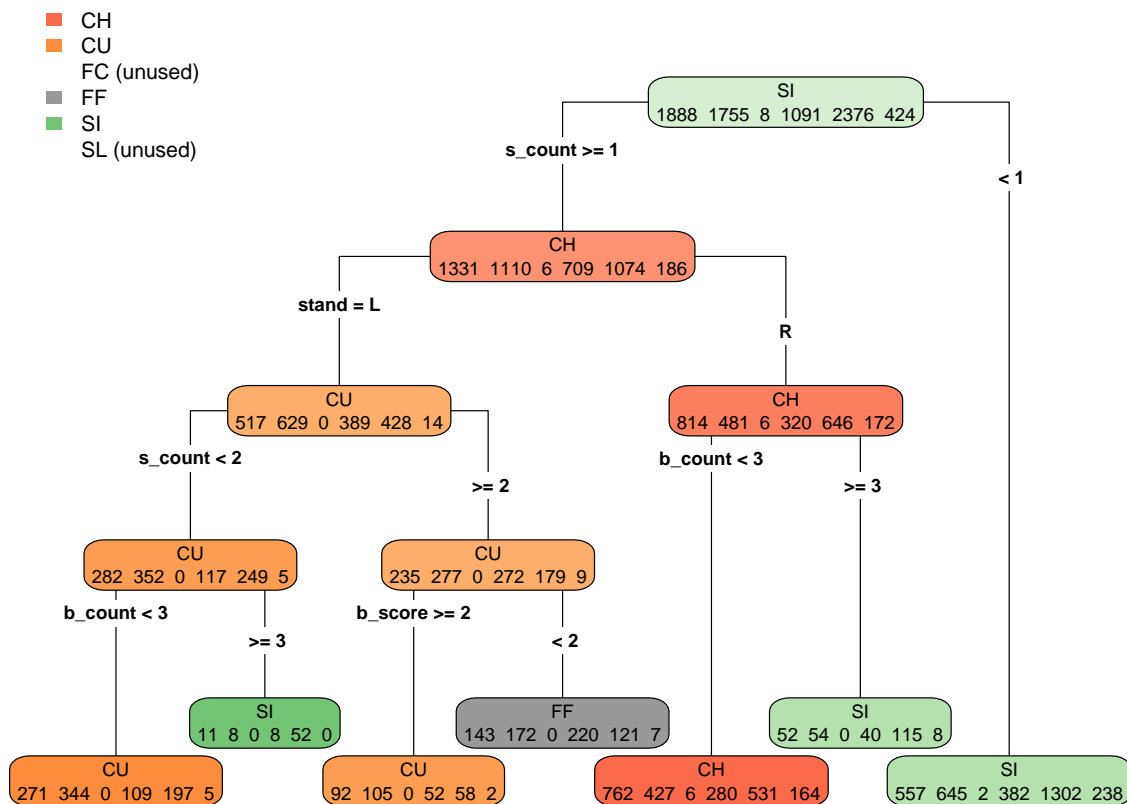 CH
CU
FC (unused)
FF
SI
SL (unused)
SI
1888 1755 8 1091 2376 424
s_count >= 1
< 1
CH
1331 1110 6 709 1074 186
stand = L
R
CU
517 629 0 389 428 14
CH
814 481 6 320 646 172
s_count < 2
>= 2
b_count < 3
>= 3
CU
282 352 0 117 249 5
CU
235 277 0 272 179 9
b_count < 3
>= 3
b_score >= 2
< 2
SI
11 8 0 8 52 0
FF
143 172 0 220 121 7
SI
52 54 0 40 115 8
CU
271 344 0 109 197 5
CU
92 105 0 52 58 2
CH
762 427 6 280 531 164
SI
557 645 2 382 1302 238